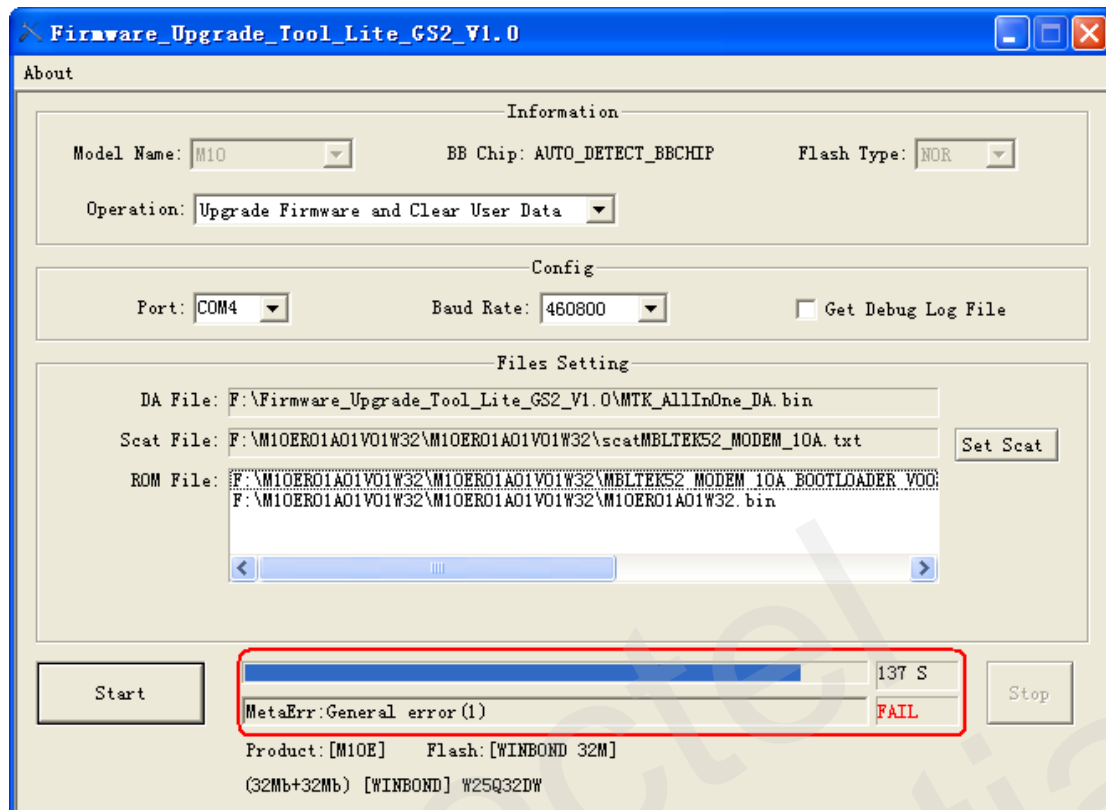 Firmware_Upgrade_Tool_Lite_GS2_V1.0
About
Information
Model Name: M10 BB Chip: AUTO_DETECT_BBCHIP Flash Type: NOR
Operation: Upgrade Firmware and Clear User Data
Config
Port: COM4 Baud Rate: 460800 Get Debug Log File
Files Setting
DA File: F:\Firmware_Upgrade_Tool_Lite_GS2_V1.0\MTK_AllInOne_DA.bin
Scat File: F:\M10ER01A01V01W32\M10ER01A01V01W32\scatMBLTEK52_MODEM_10A.txt Set Scat
ROM File: F:\M10ER01A01V01W32\M10ER01A01V01W32\MBLTEK52_MODEM_10A_BOOTLOADER_V00
F:\M10ER01A01V01W32\M10ER01A01V01W32\M10ER01A01W32.bin
Start 137 S Stop
MetaErr:General error(1) FAIL
Product:[M10E] Flash:[WINBOND 32M]
(32Mb+32Mb) [WINBOND] W25Q32DW